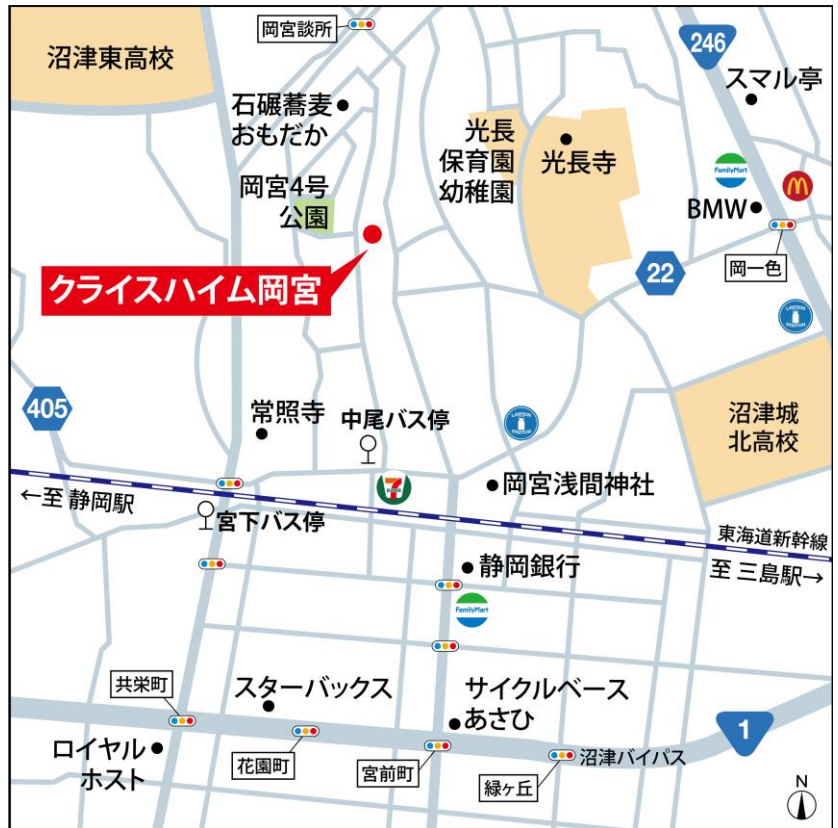 岡宮談所
246
沼津東高校
スマル亭
石碾蕎麦
おもだか
光長
保育園
幼稚園
光長寺
FamilyMart
岡宮4号
公園
BMW
岡一色
22
クライスハイム岡宮
405
常照寺
中尾バス停
沼津城
北高校
LAWSON
LAWSON
7
岡宮浅間神社
←至 静岡駅
宮下バス停
東海道新幹線
至 三島駅→
静岡銀行
FamilyMart
共栄町
スターバックス
サイクルベース
あさひ
1
ロイヤル
ホスト
花園町
宮前町
緑ヶ丘
沼津バイパス
N